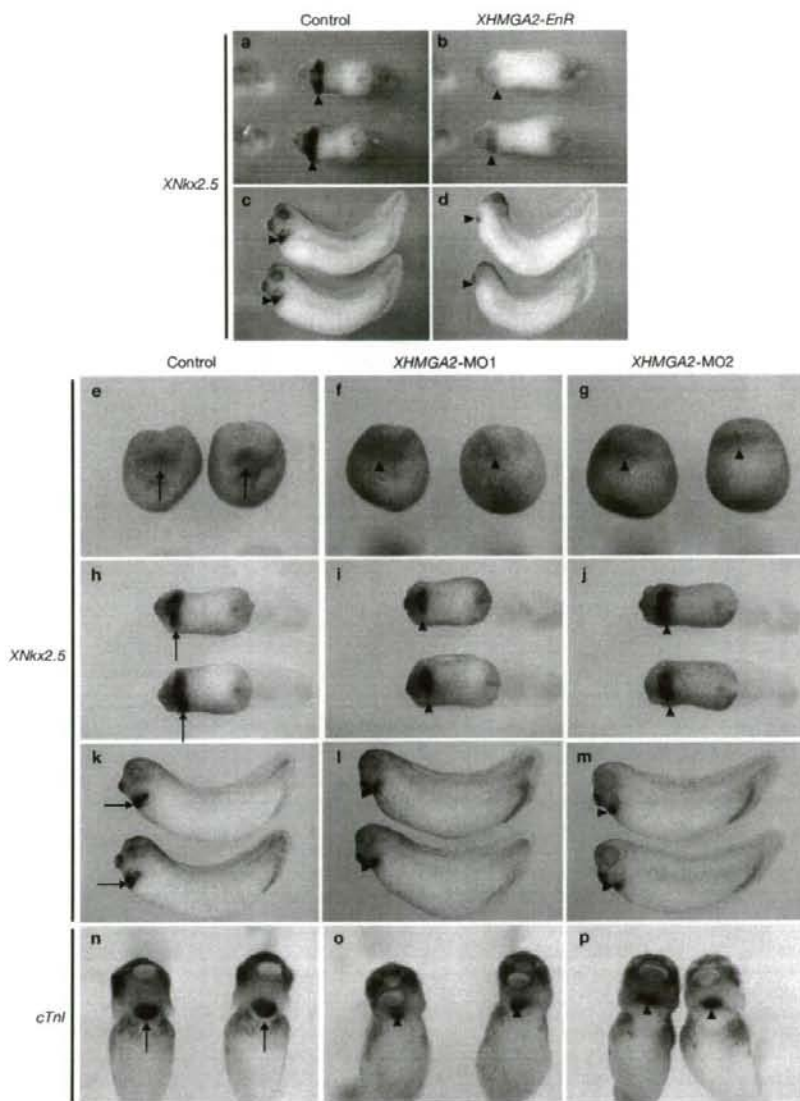 Control XHMGA2-EnR
a b
XNkx2.5
c d
Control XHMGA2-MO1 XHMGA2-MO2
e f g
h i j
XNkx2.5
k l m
n o p
cTnI